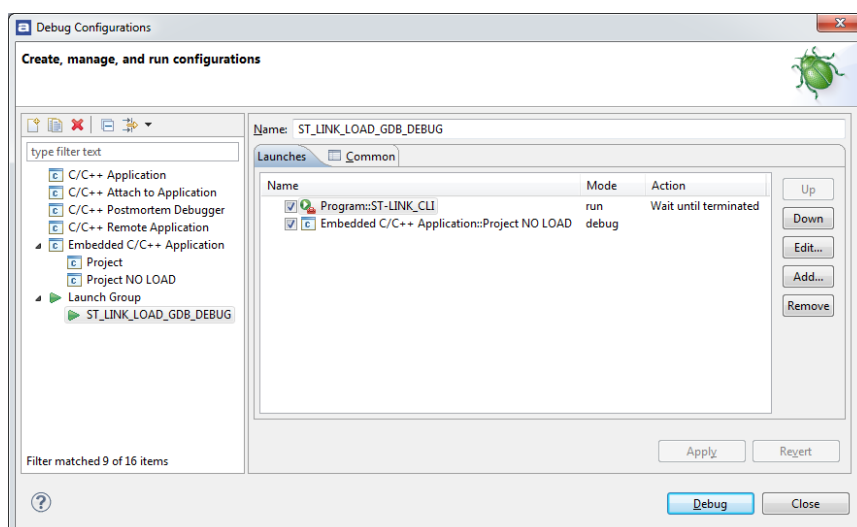 Debug Configurations
Create, manage, and run configurations
type filter text
C/C++ Application
C/C++ Attach to Application
C/C++ Postmortem Debugger
C/C++ Remote Application
Embedded C/C++ Application
Project
Project NO LOAD
Launch Group
ST_LINK_LOAD_GDB_DEBUG
Filter matched 9 of 16 items
Name: ST_LINK_LOAD_GDB_DEBUG
Launches Common
Name Mode Action
Program::ST-LINK_CLI run Wait until terminated
Embedded C/C++ Application::Project NO LOAD debug
Up
Down
Edit...
Add...
Remove
Apply Revert
Debug Close